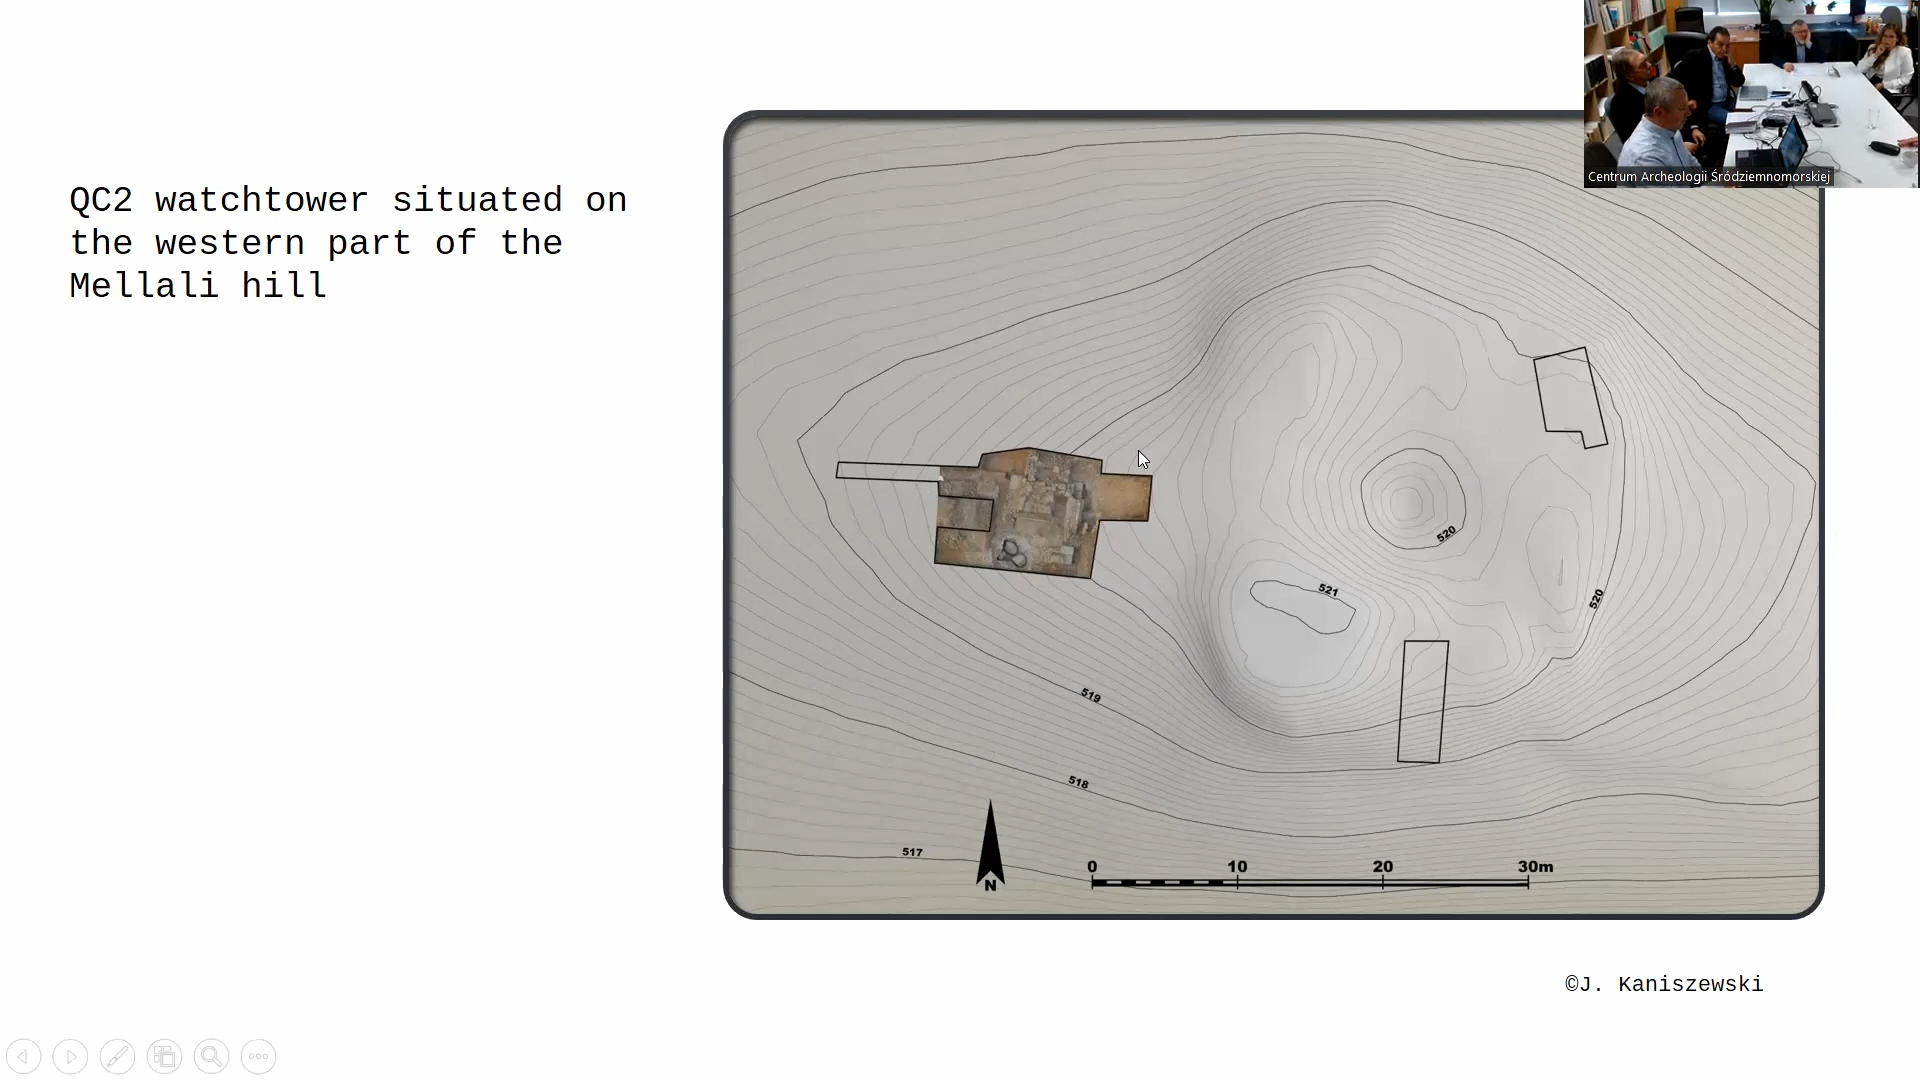 QC2 watchtower situated on
the western part of the
Mellali hill
Centrum Archeologii Śródziemnomorskiej
520
521
520
519
518
517
N
0 10 20 30m
©J. Kaniszewski